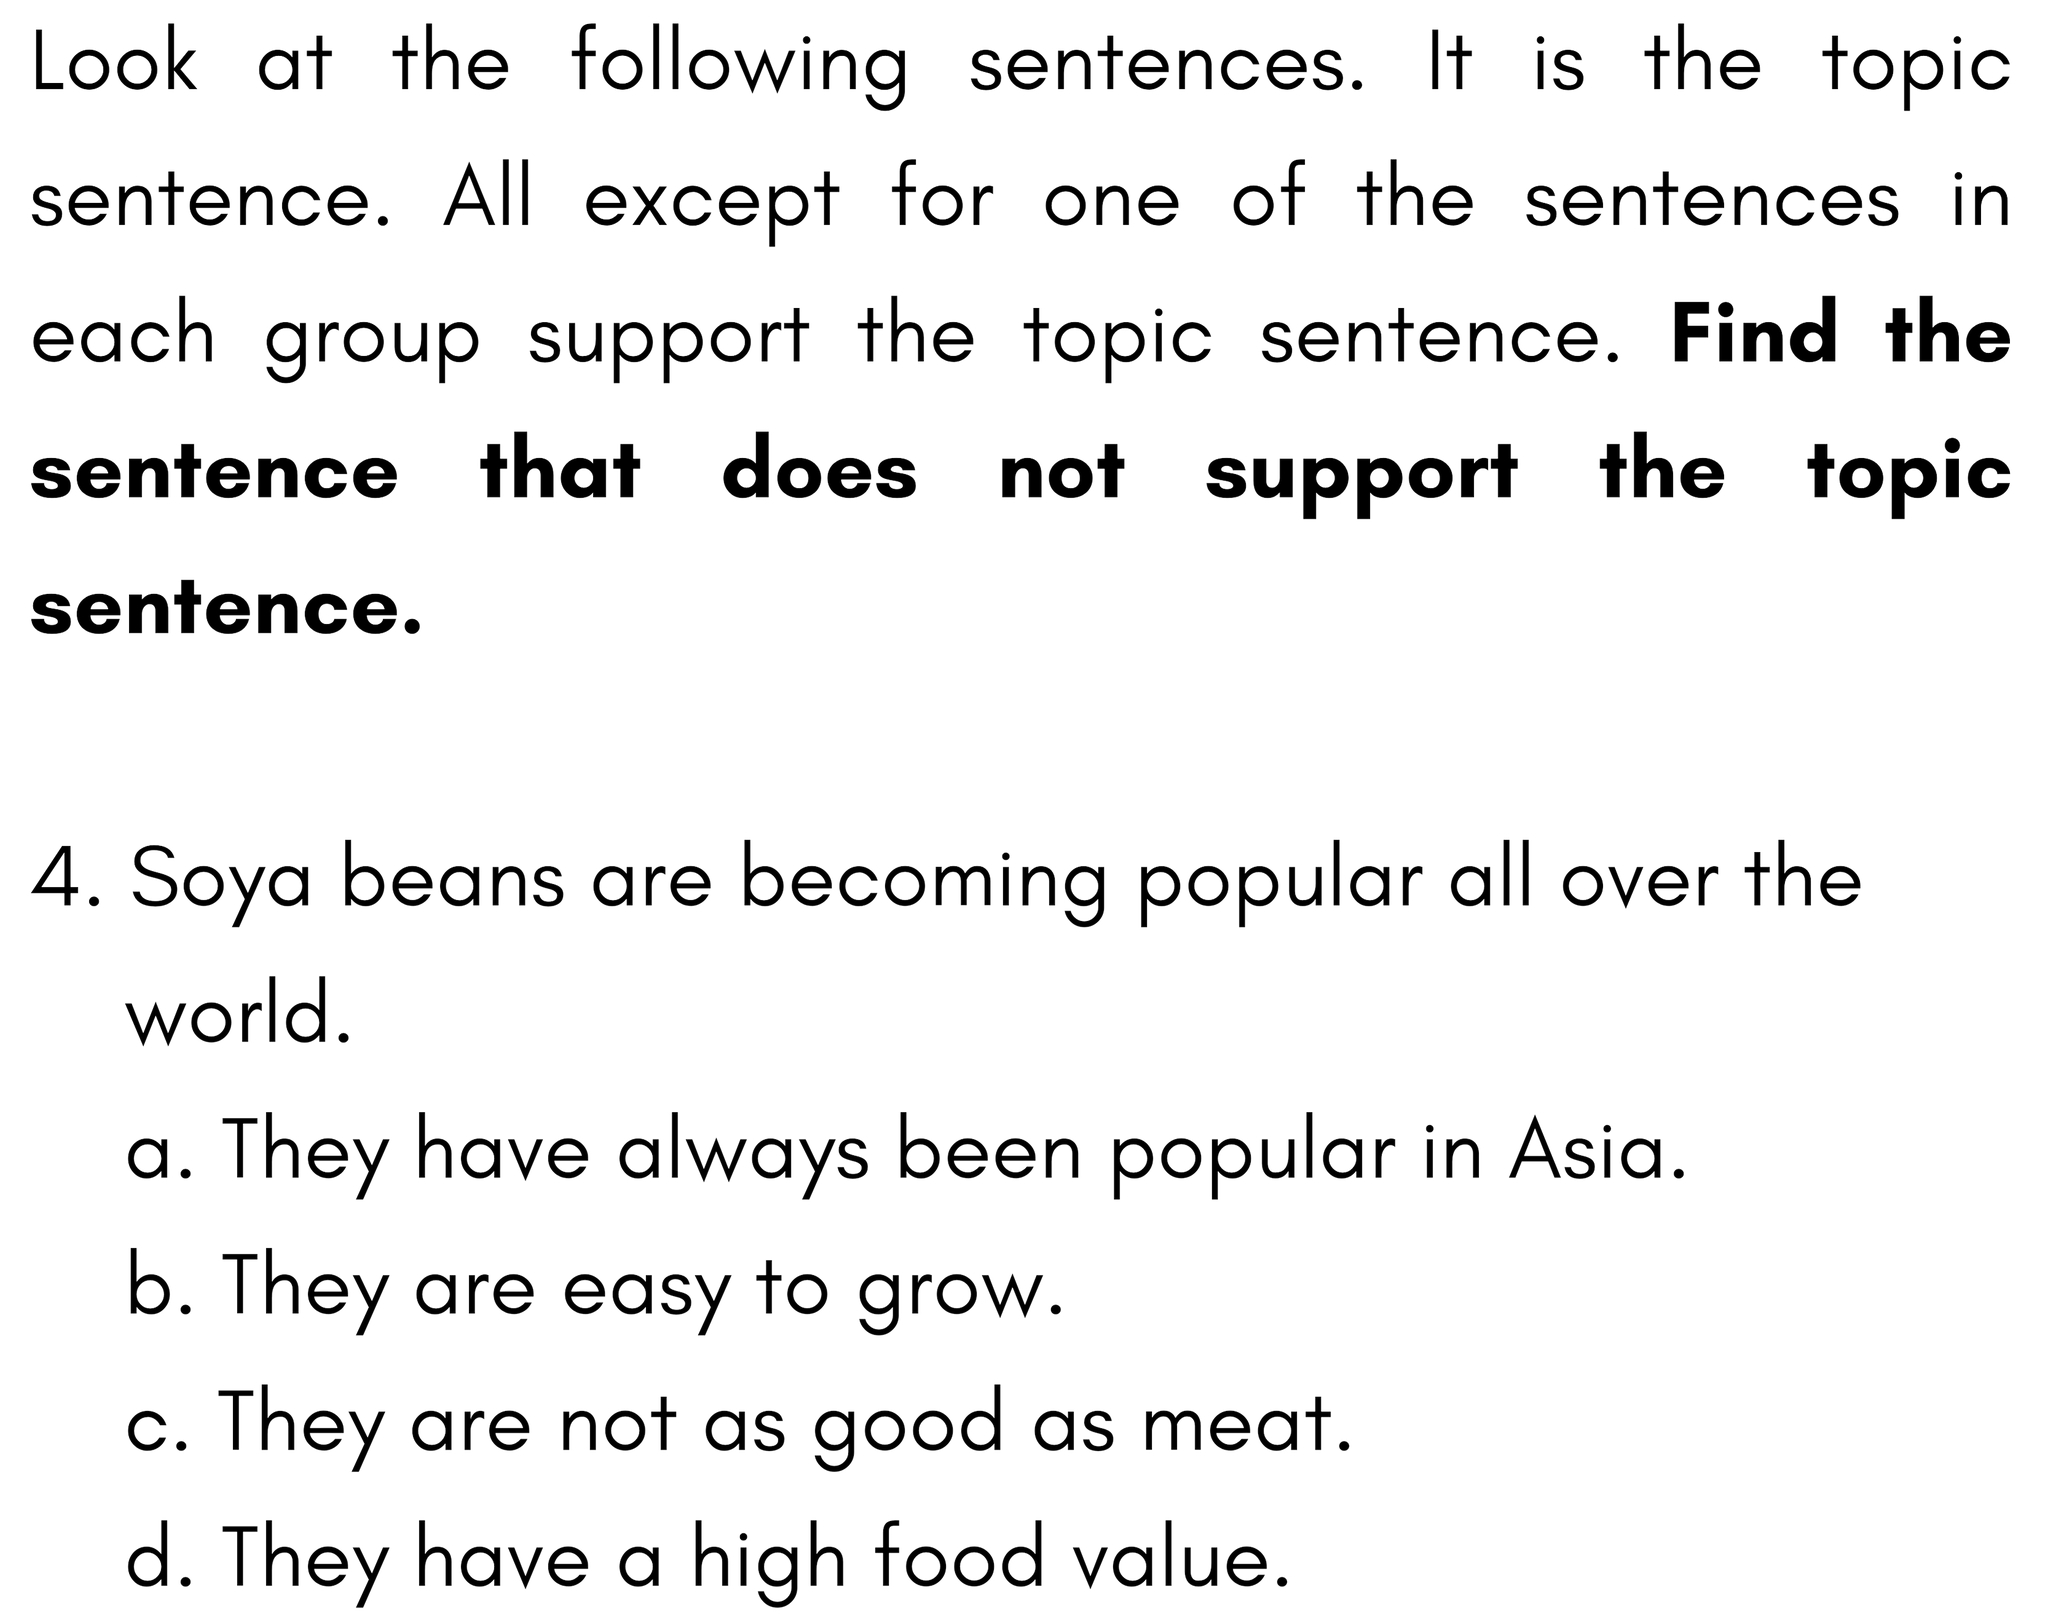 Look at the following sentences. It is the topic
sentence. All except for one of the sentences in
each group support the topic sentence. Find the
sentence that does not support the topic
sentence.
4. Soya beans are becoming popular all over the
world.
a. They have always been popular in Asia.
b. They are easy to grow.
c. They are not as good as meat.
d. They have a high food value.